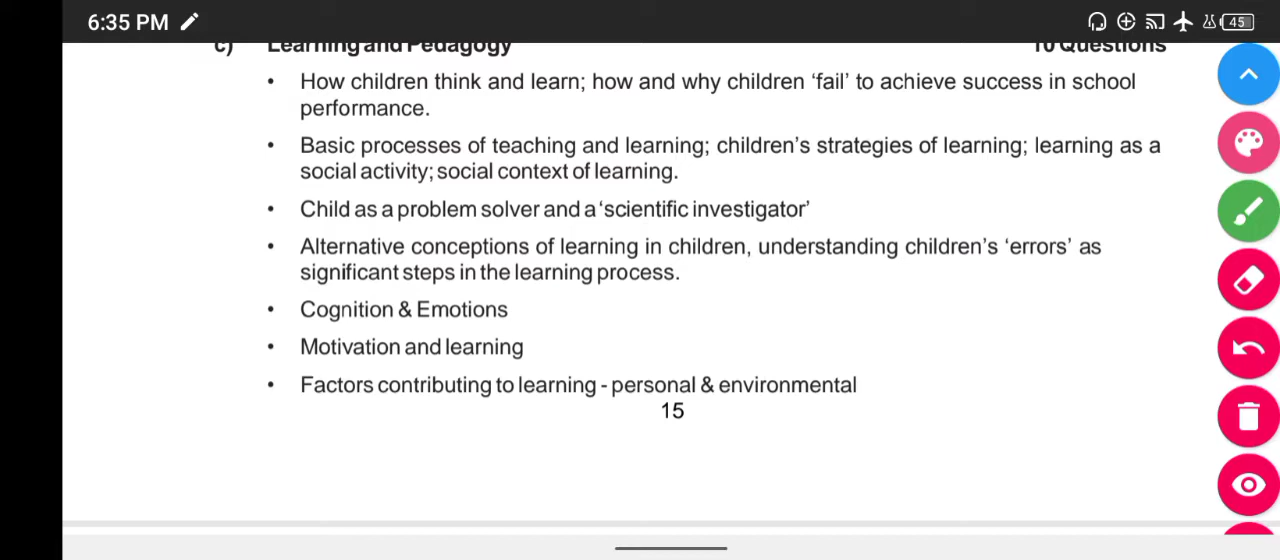 6:35 PM
45
c) Learning and Pedagogy 10 Questions
• How children think and learn; how and why children ‘fail’ to achieve success in school
performance.
• Basic processes of teaching and learning; children’s strategies of learning; learning as a
social activity; social context of learning.
• Child as a problem solver and a ‘scientific investigator’
• Alternative conceptions of learning in children, understanding children’s ‘errors’ as
significant steps in the learning process.
• Cognition & Emotions
• Motivation and learning
• Factors contributing to learning - personal & environmental
15